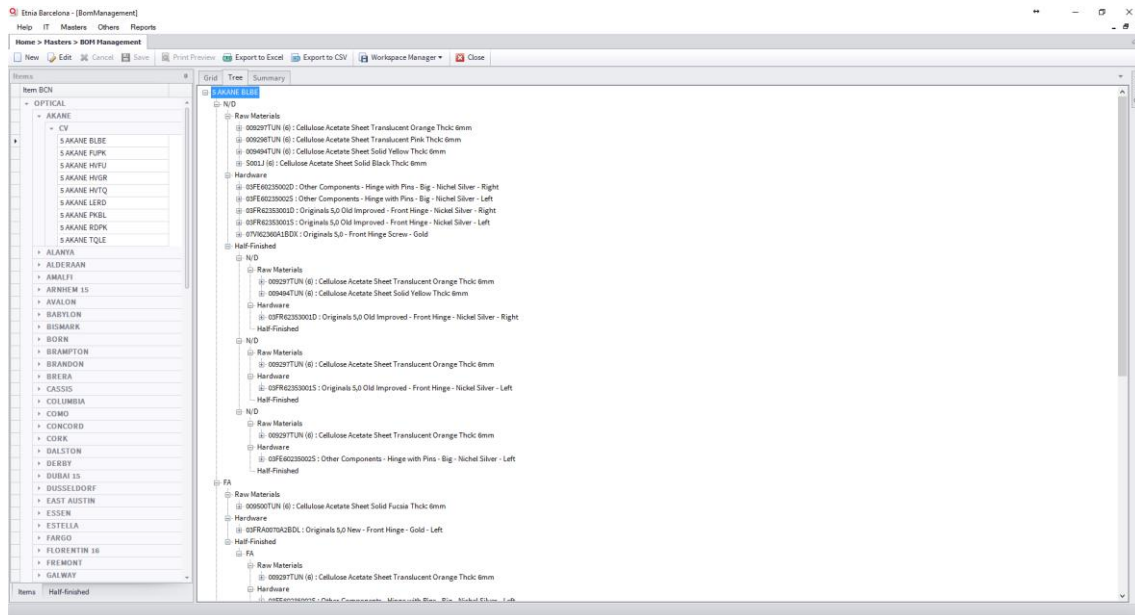 Etnia Barcelona - [BomManagement]
Help IT Masters Others Reports
Home > Masters > BOM Management
New Edit Cancel Save Print Preview Export to Excel Export to CSV Workspace Manager Close
Items
Grid Tree Summary
Item BCN
OPTICAL
AKANE
CV
5 AKANE BLBE
5 AKANE FUPK
5 AKANE HVFU
5 AKANE HVGR
5 AKANE HVTQ
5 AKANE LERD
5 AKANE PKBL
5 AKANE RDPK
5 AKANE TQLE
ALANYA
ALDERAAN
AMALFI
ARNHEM 15
AVALON
BABYLON
BISMARK
BORN
BRAMPTON
BRANDON
BRERA
CASSIS
COLUMBIA
COMO
CONCORD
CORK
DALSTON
DERBY
DUBAI 15
DUSSELDORF
EAST AUSTIN
ESSEN
ESTELLA
FARGO
FLORENTIN 16
FREMONT
GALWAY
Items Half-finished
5 AKANE BLBE
N/D
Raw Materials
009297TUN (6) : Cellulose Acetate Sheet Translucent Orange Thck: 6mm
009298TUN (6) : Cellulose Acetate Sheet Translucent Pink Thck: 6mm
009494TUN (6) : Cellulose Acetate Sheet Solid Yellow Thck: 6mm
S001J (6) : Cellulose Acetate Sheet Solid Black Thck: 6mm
Hardware
03FE60235002D : Other Components - Hinge with Pins - Big - Nichel Silver - Right
03FE60235002S : Other Components - Hinge with Pins - Big - Nichel Silver - Left
03FR62353001D : Originals 5,0 Old Improved - Front Hinge - Nickel Silver - Right
03FR62353001S : Originals 5,0 Old Improved - Front Hinge - Nickel Silver - Left
07VI62360A1BDX : Originals 5,0 - Front Hinge Screw - Gold
Half-Finished
N/D
Raw Materials
009297TUN (6) : Cellulose Acetate Sheet Translucent Orange Thck: 6mm
009494TUN (6) : Cellulose Acetate Sheet Solid Yellow Thck: 6mm
Hardware
03FR62353001D : Originals 5,0 Old Improved - Front Hinge - Nickel Silver - Right
Half-Finished
N/D
Raw Materials
009297TUN (6) : Cellulose Acetate Sheet Translucent Orange Thck: 6mm
Hardware
03FR62353001S : Originals 5,0 Old Improved - Front Hinge - Nickel Silver - Left
Half-Finished
N/D
Raw Materials
009297TUN (6) : Cellulose Acetate Sheet Translucent Orange Thck: 6mm
Hardware
03FE60235002S : Other Components - Hinge with Pins - Big - Nichel Silver - Left
Half-Finished
FA
Raw Materials
009500TUN (6) : Cellulose Acetate Sheet Solid Fucsia Thck: 6mm
Hardware
03FRA0070A2BDL : Originals 5,0 New - Front Hinge - Gold - Left
Half-Finished
FA
Raw Materials
009297TUN (6) : Cellulose Acetate Sheet Translucent Orange Thck: 6mm
Hardware
03FE60235002S : Other Components - Hinge with Pins - Big - Nichel Silver - Left